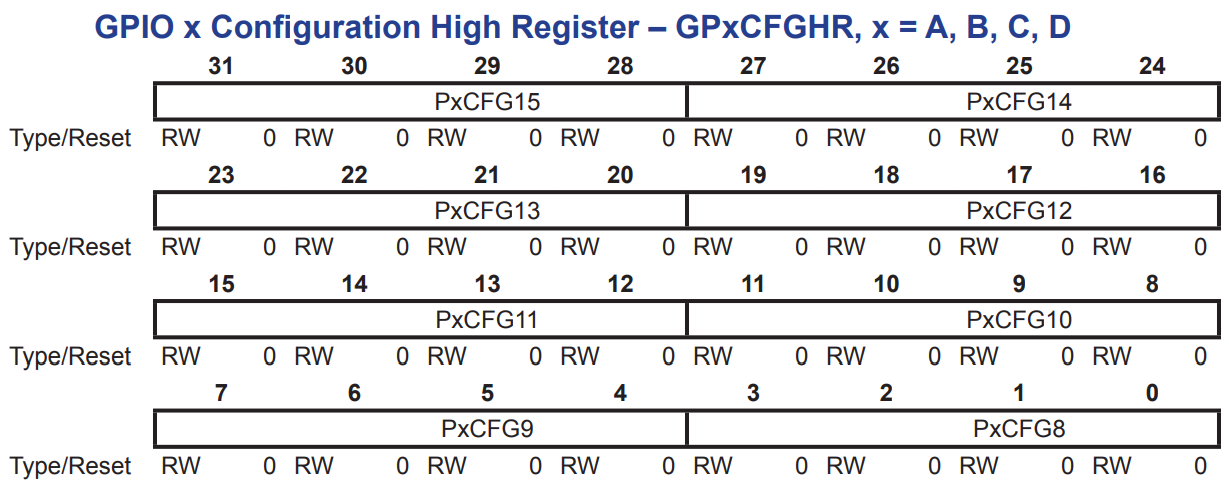 GPIO x Configuration High Register – GPxCFGHR, x = A, B, C, D
31 30 29 28 27 26 25 24
PxCFG15 PxCFG14
Type/Reset RW 0 RW 0 RW 0 RW 0 RW 0 RW 0 RW 0 RW 0
23 22 21 20 19 18 17 16
PxCFG13 PxCFG12
Type/Reset RW 0 RW 0 RW 0 RW 0 RW 0 RW 0 RW 0 RW 0
15 14 13 12 11 10 9 8
PxCFG11 PxCFG10
Type/Reset RW 0 RW 0 RW 0 RW 0 RW 0 RW 0 RW 0 RW 0
7 6 5 4 3 2 1 0
PxCFG9 PxCFG8
Type/Reset RW 0 RW 0 RW 0 RW 0 RW 0 RW 0 RW 0 RW 0